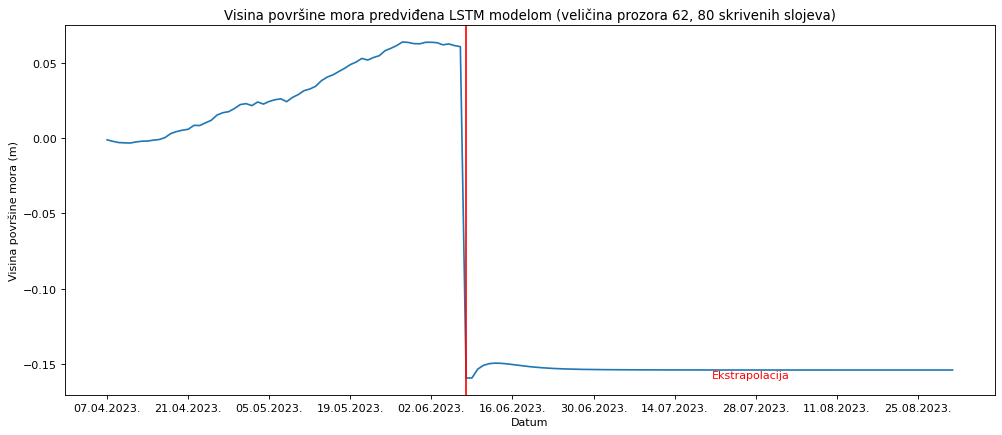 Visina površine mora predviđena LSTM modelom (veličina prozora 62, 80 skrivenih slojeva)
Visina površine mora (m)
0.05
0.00
−0.05
−0.10
−0.15
Ekstrapolacija
07.04.2023. 21.04.2023. 05.05.2023. 19.05.2023. 02.06.2023. 16.06.2023. 30.06.2023. 14.07.2023. 28.07.2023. 11.08.2023. 25.08.2023.
Datum